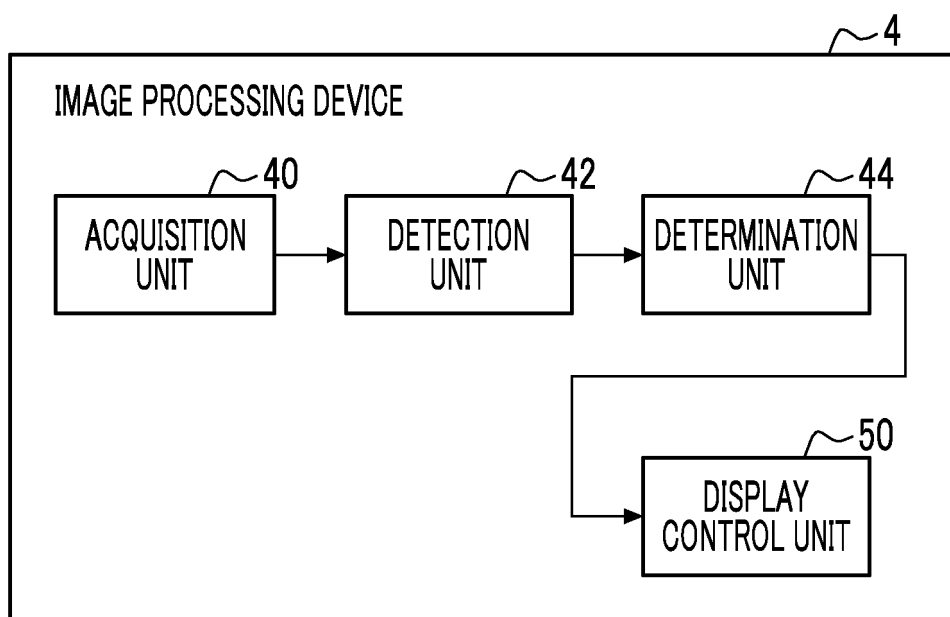 4
IMAGE PROCESSING DEVICE
40
42
44
ACQUISITION
UNIT
DETECTION
UNIT
DETERMINATION
UNIT
50
DISPLAY
CONTROL UNIT